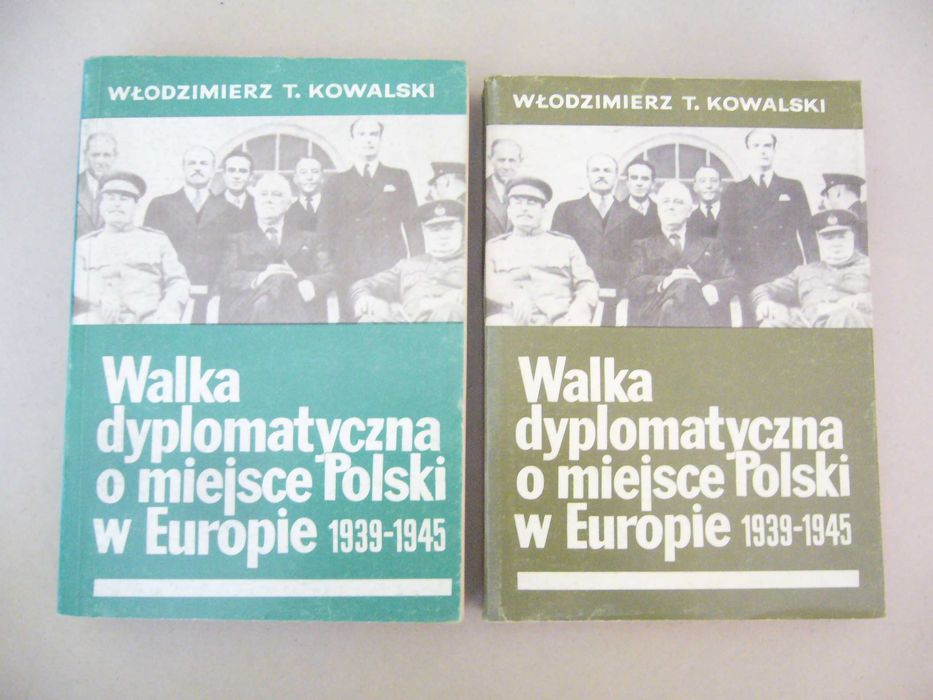 WŁODZIMIERZ T. KOWALSKI
Walka
dyplomatyczna
o miejsce Polski
w Europie 1939-1945
WŁODZIMIERZ T. KOWALSKI
Walka
dyplomatyczna
o miejsce Polski
w Europie 1939-1945